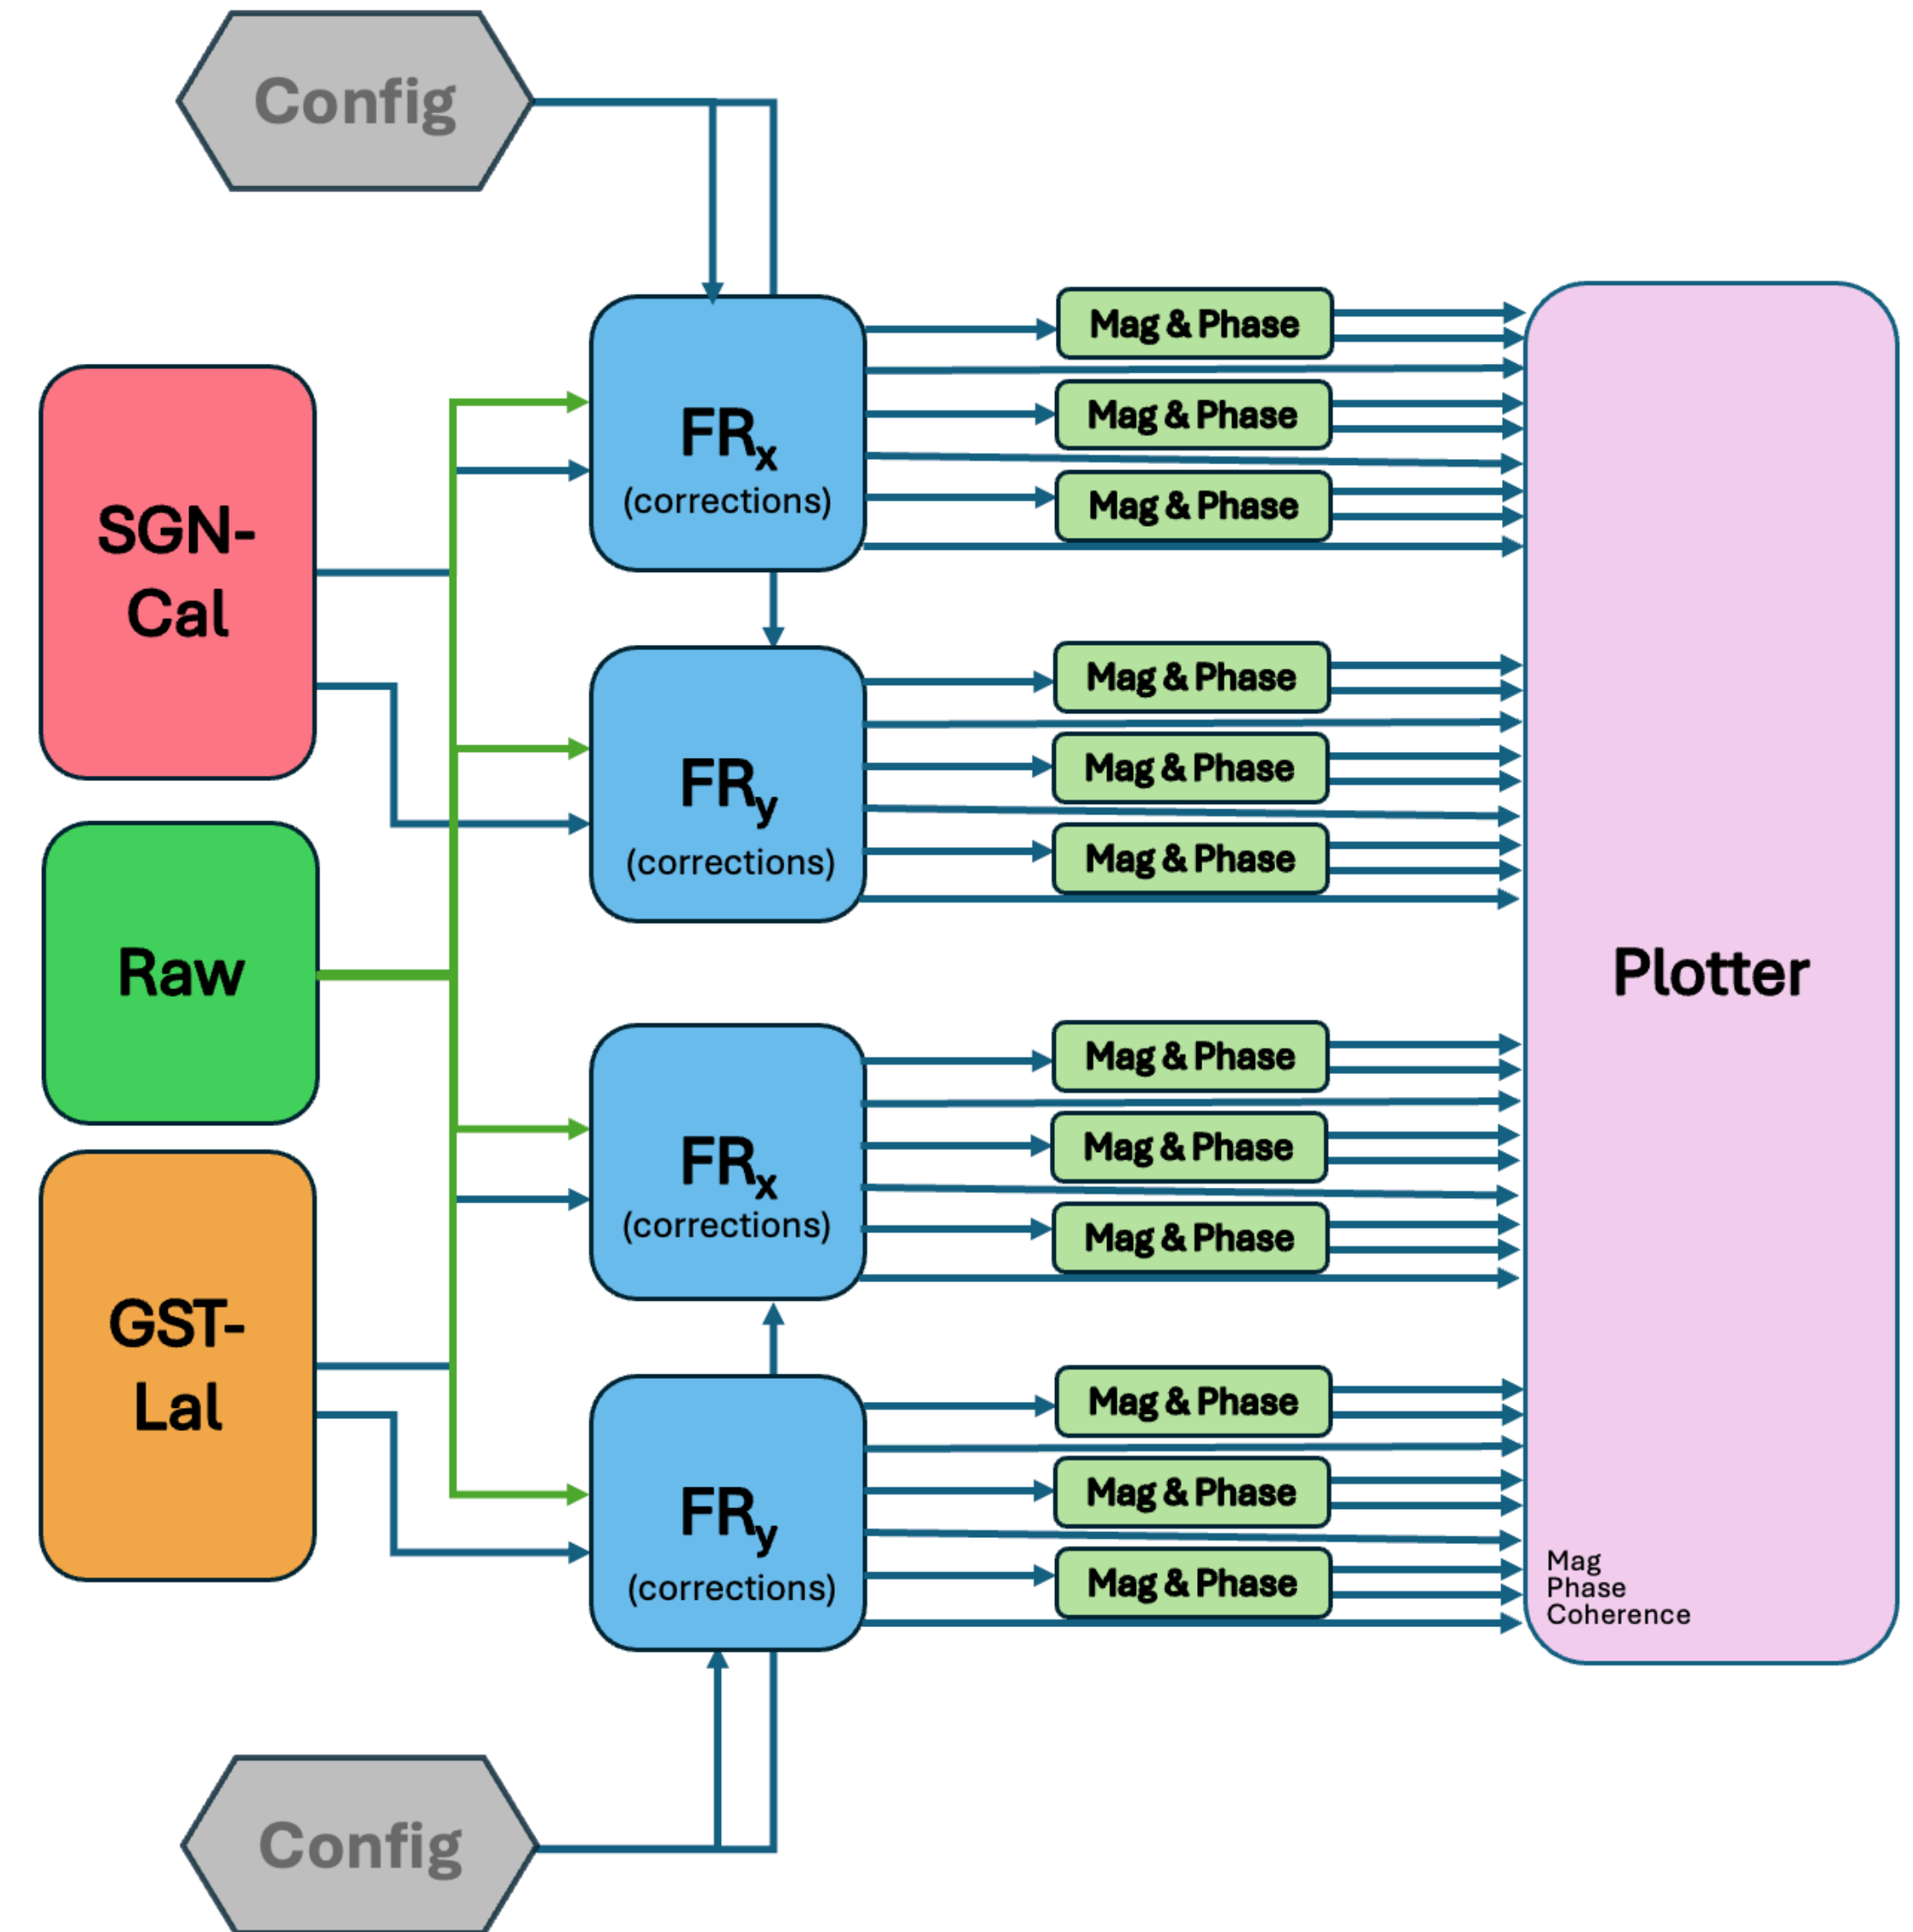 Config
SGN-
Cal
Raw
GST-
Lal
FRx
(corrections)
Mag & Phase
Mag & Phase
Mag & Phase
FRy
(corrections)
Mag & Phase
Mag & Phase
Mag & Phase
FRx
(corrections)
Mag & Phase
Mag & Phase
Mag & Phase
FRy
(corrections)
Mag & Phase
Mag & Phase
Mag & Phase
Plotter
Mag
Phase
Coherence
Config